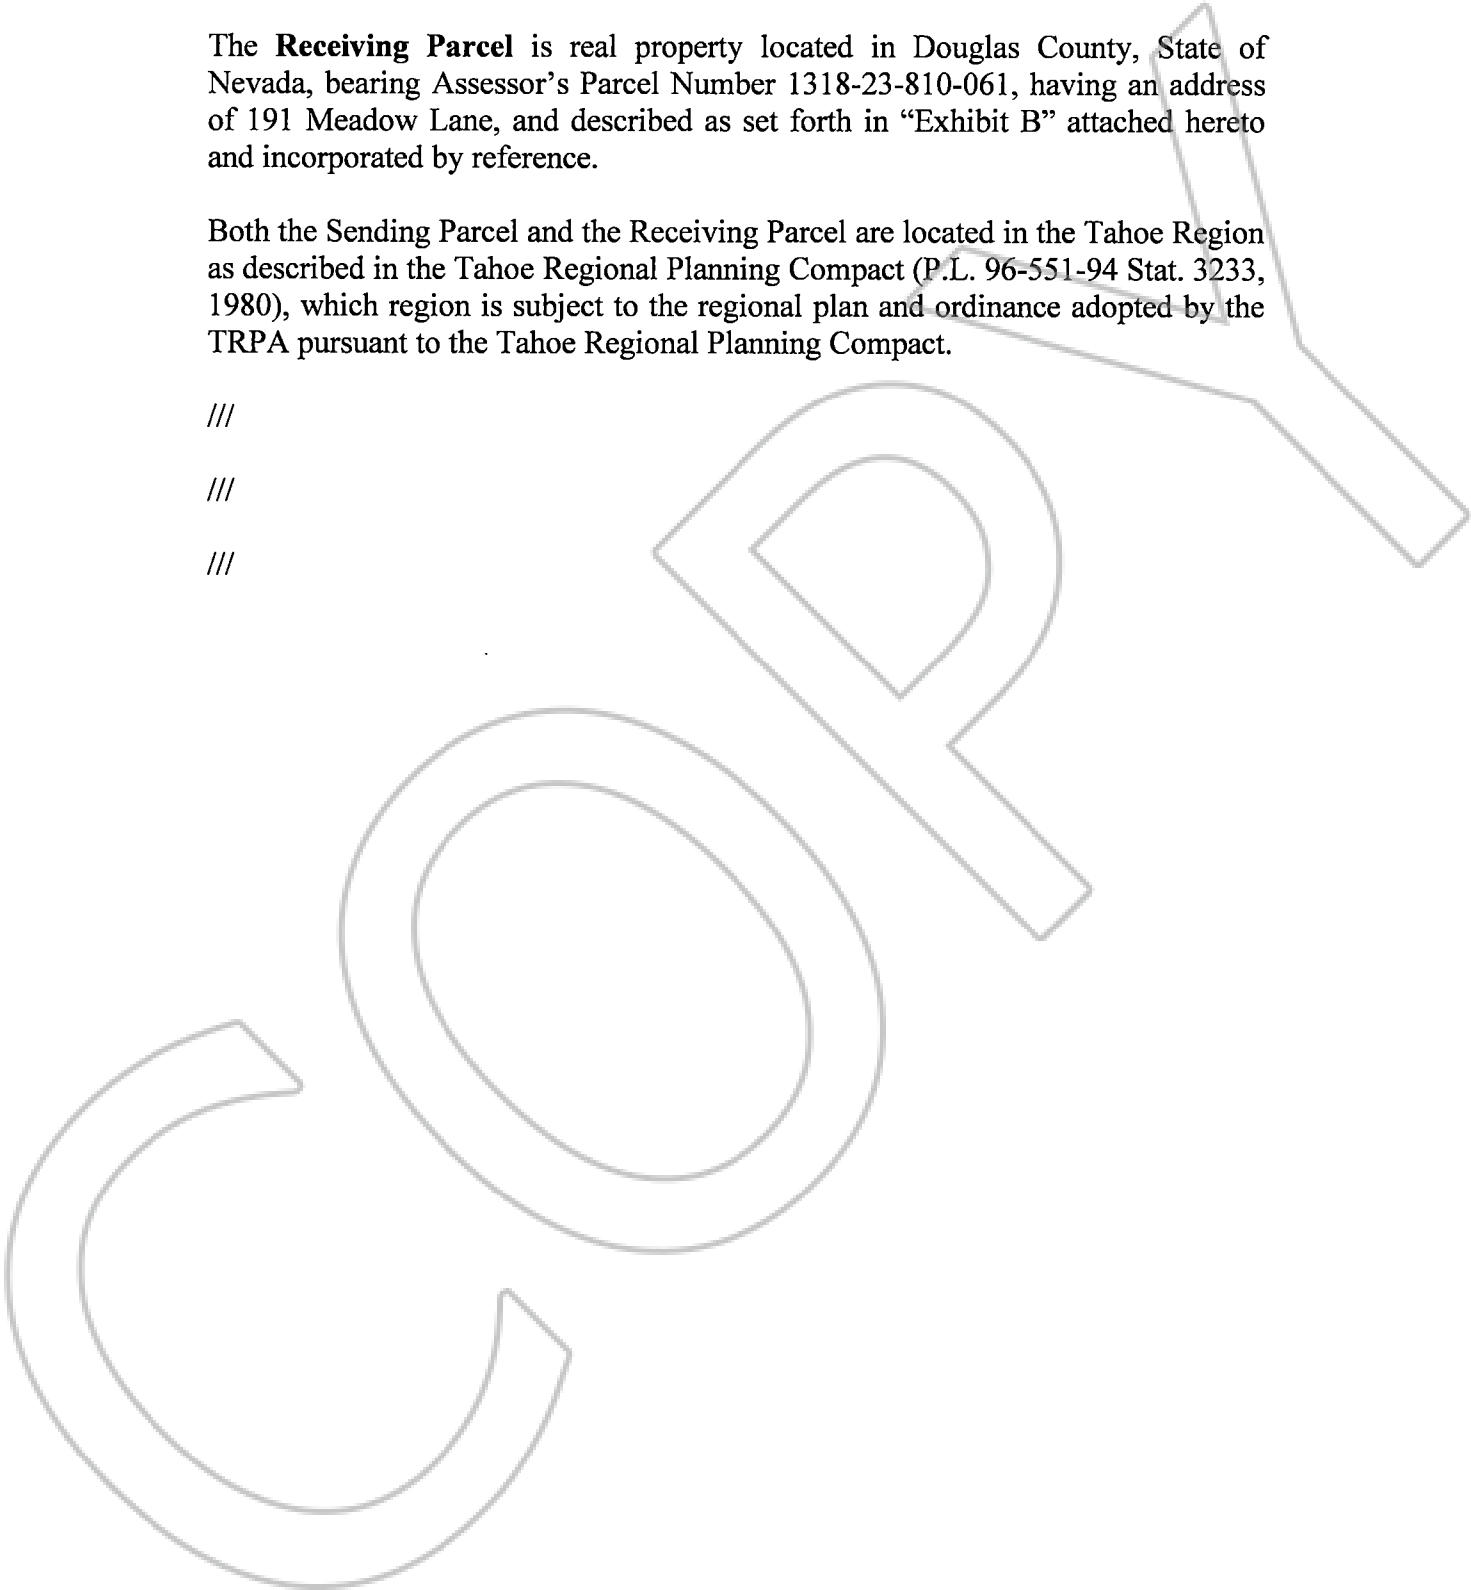 The Receiving Parcel is real property located in Douglas County, State of
Nevada, bearing Assessor's Parcel Number 1318-23-810-061, having an address
of 191 Meadow Lane, and described as set forth in “Exhibit B” attached hereto
and incorporated by reference.
Both the Sending Parcel and the Receiving Parcel are located in the Tahoe Region
as described in the Tahoe Regional Planning Compact (P.L. 96-551-94 Stat. 3233,
1980), which region is subject to the regional plan and ordinance adopted by the
TRPA pursuant to the Tahoe Regional Planning Compact.
///
///
///
COPY